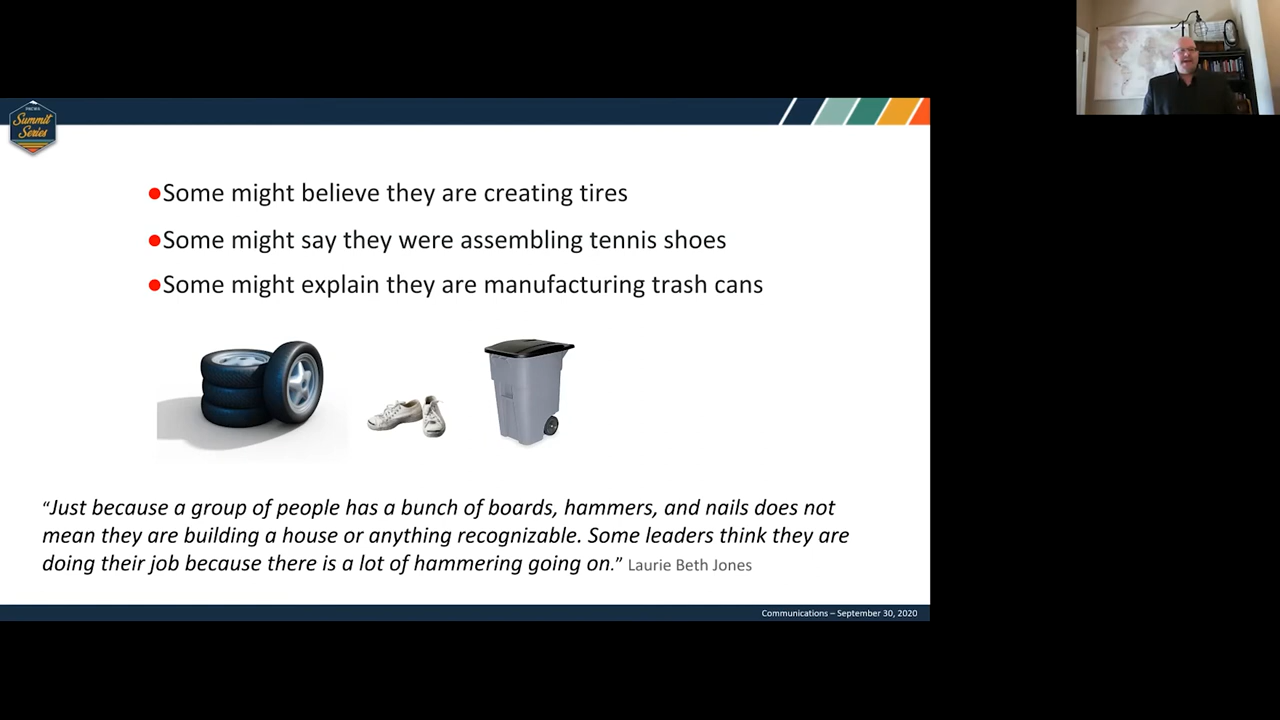 PNCWA
Summit
Series
●Some might believe they are creating tires
●Some might say they were assembling tennis shoes
●Some might explain they are manufacturing trash cans
“Just because a group of people has a bunch of boards, hammers, and nails does not
mean they are building a house or anything recognizable. Some leaders think they are
doing their job because there is a lot of hammering going on.” Laurie Beth Jones
Communications – September 30, 2020